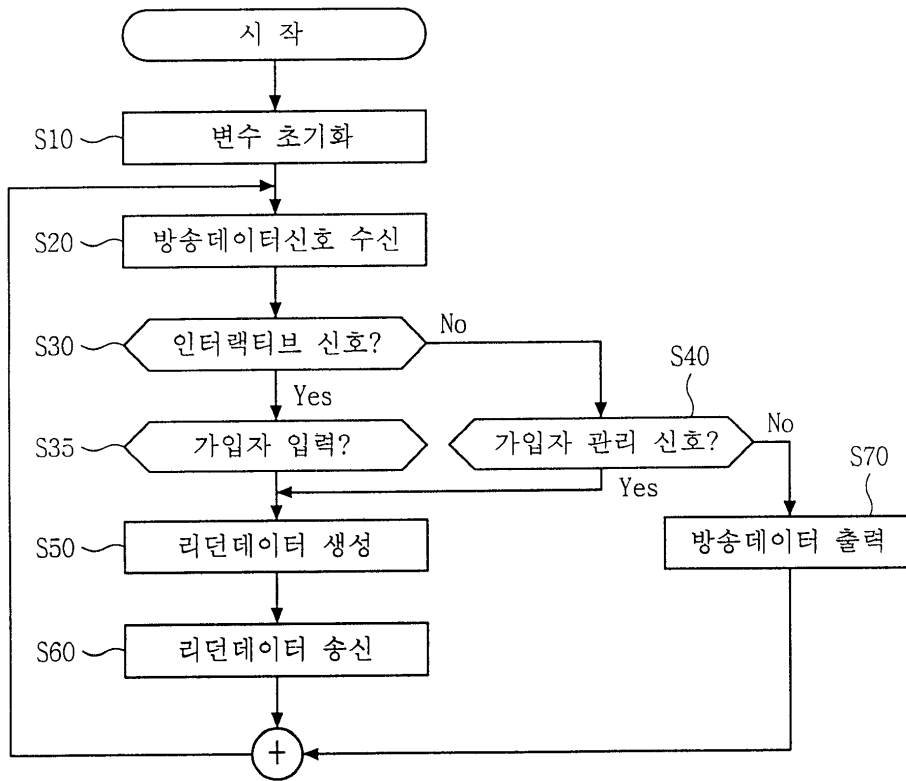 시 작
S10
변수 초기화
S20
방송데이터신호 수신
S30
인터랙티브 신호?
No
S40
Yes
S35
가입자 입력?
가입자 관리 신호?
No
S70
Yes
S50
리턴데이터 생성
방송데이터 출력
S60
리턴데이터 송신
+